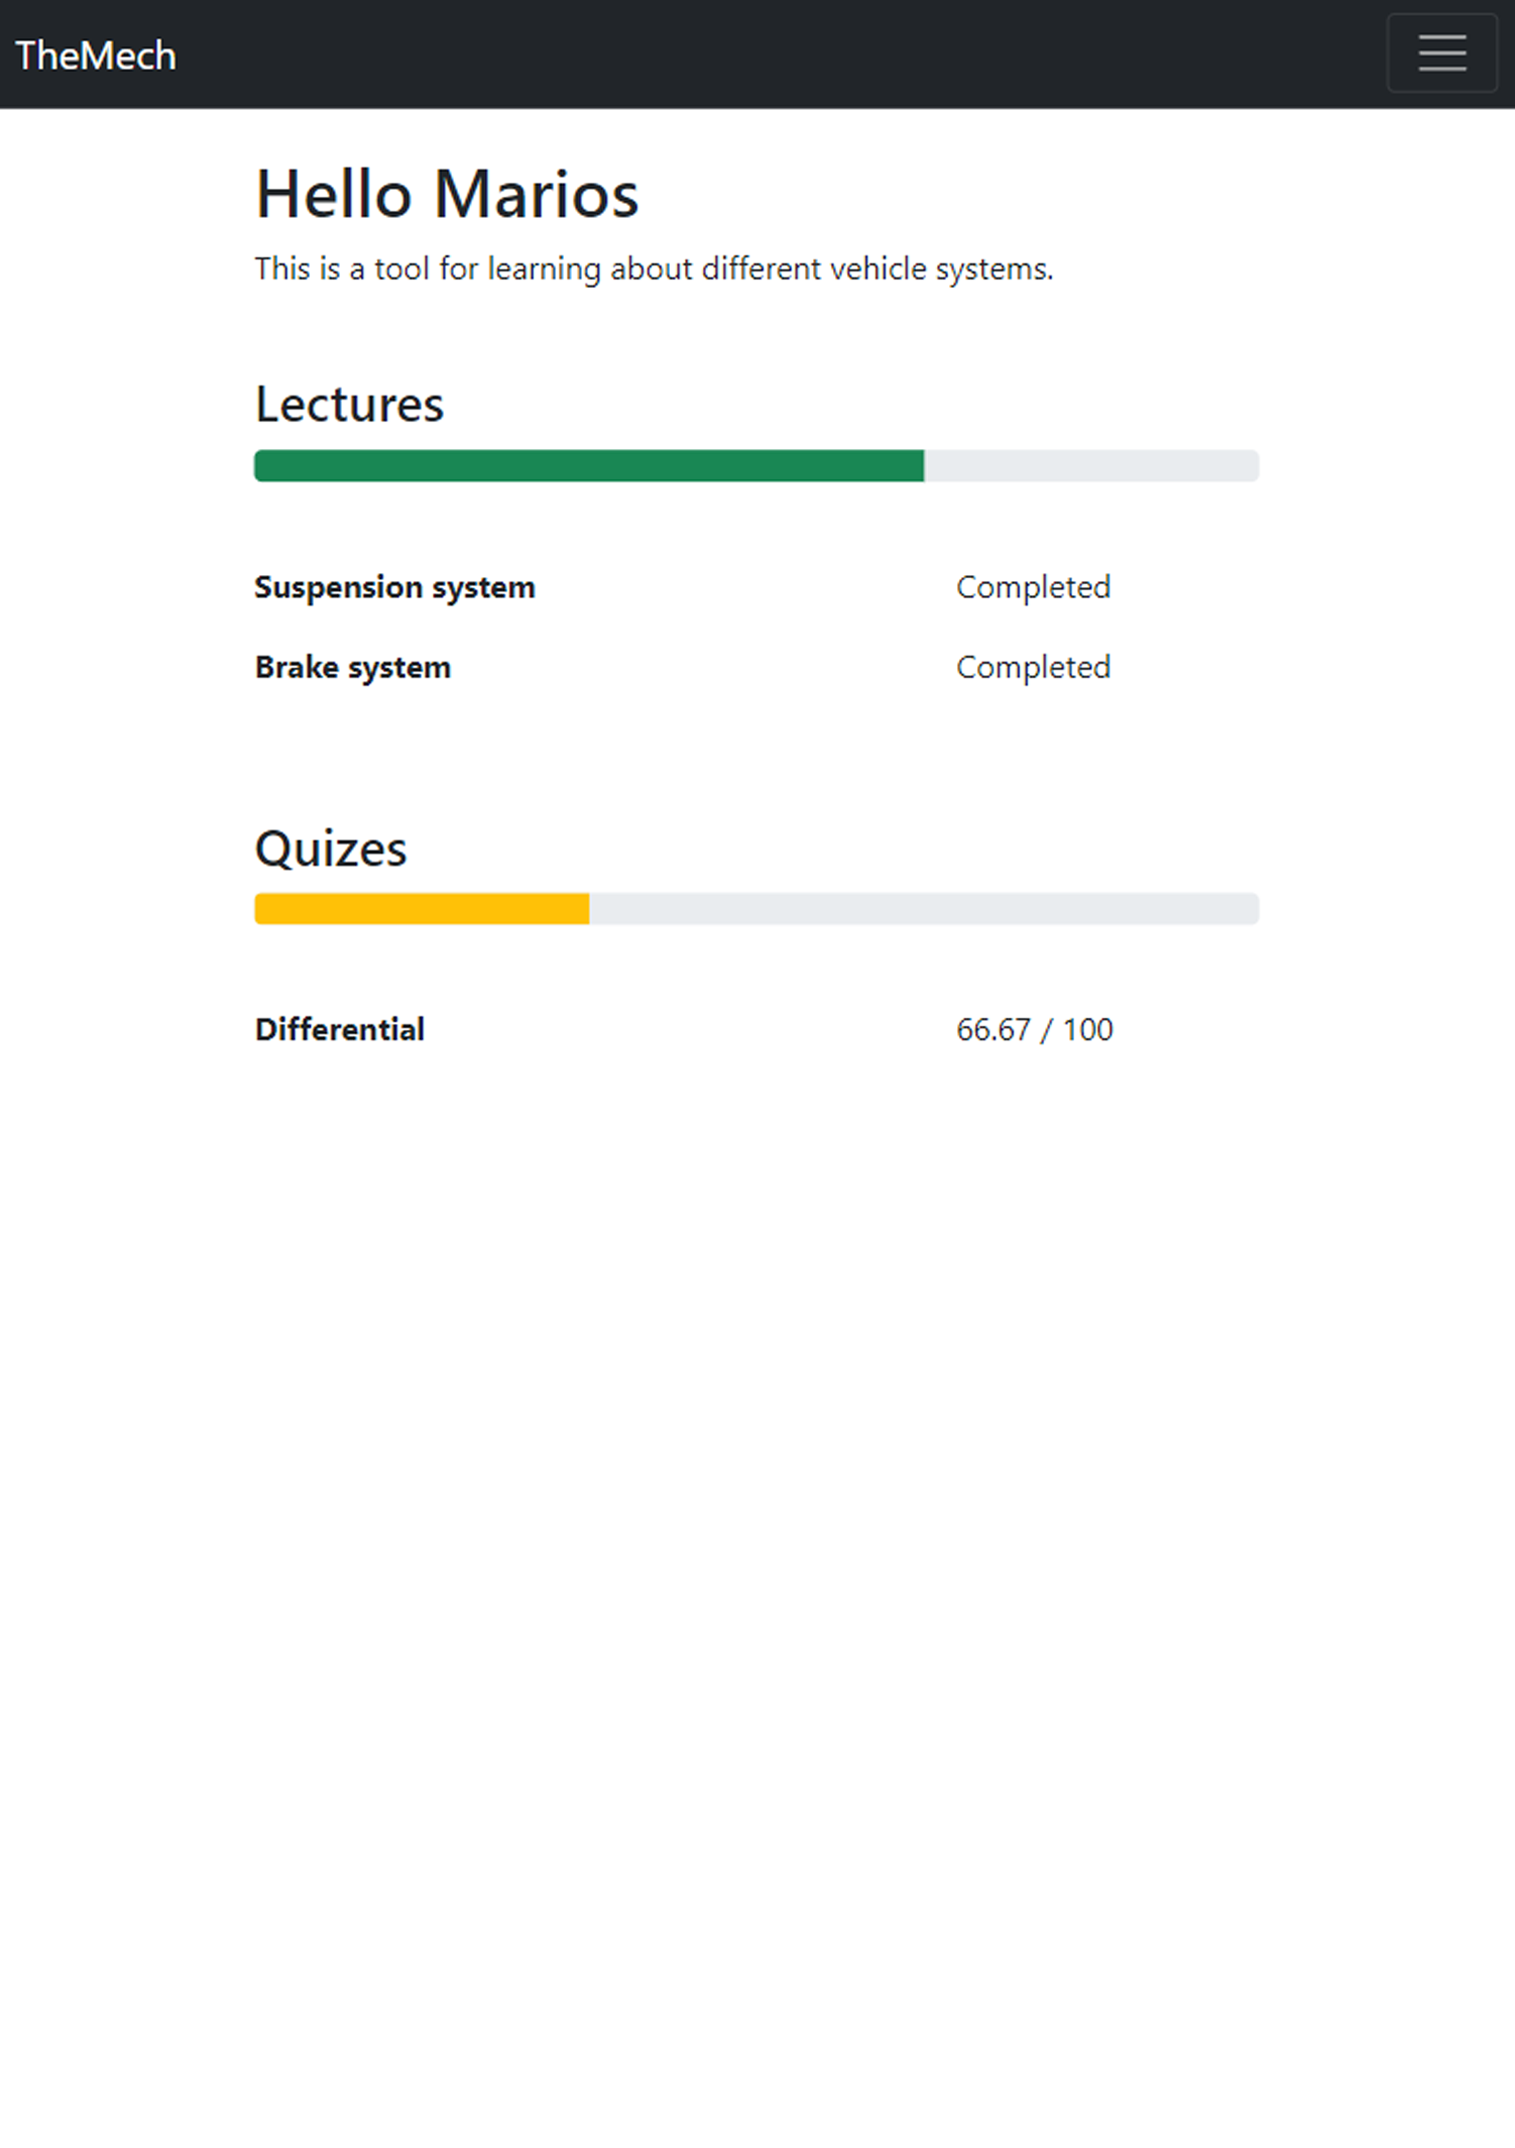 TheMech
Hello Marios
This is a tool for learning about different vehicle systems.
Lectures
Suspension system Completed
Brake system Completed
Quizes
Differential 66.67 / 100